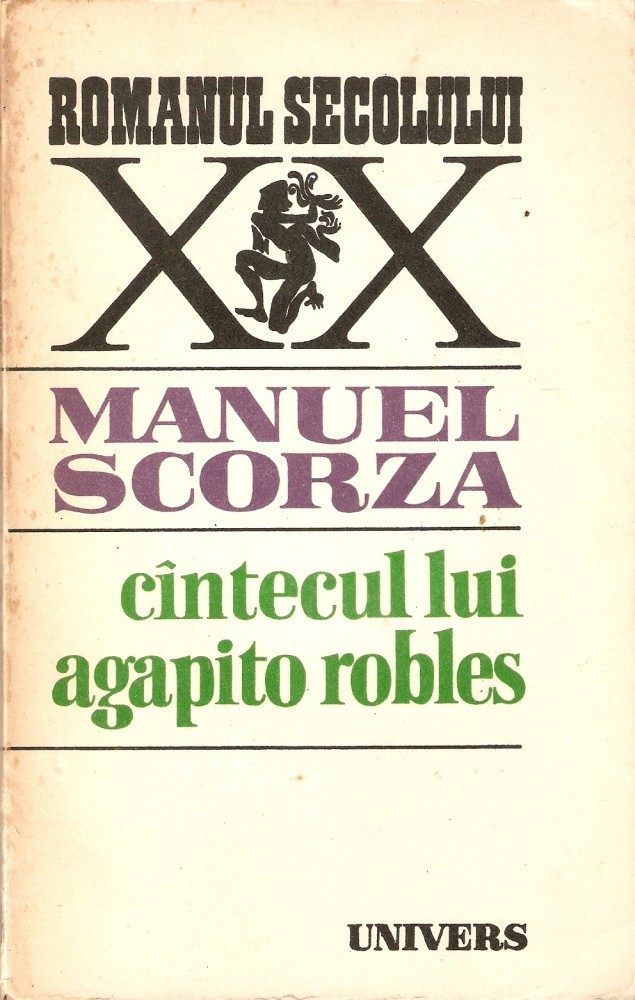 ROMANUL SECOLULUI
XX
MANUEL
SCORZA
cîntecul lui
agapito robles
UNIVERS